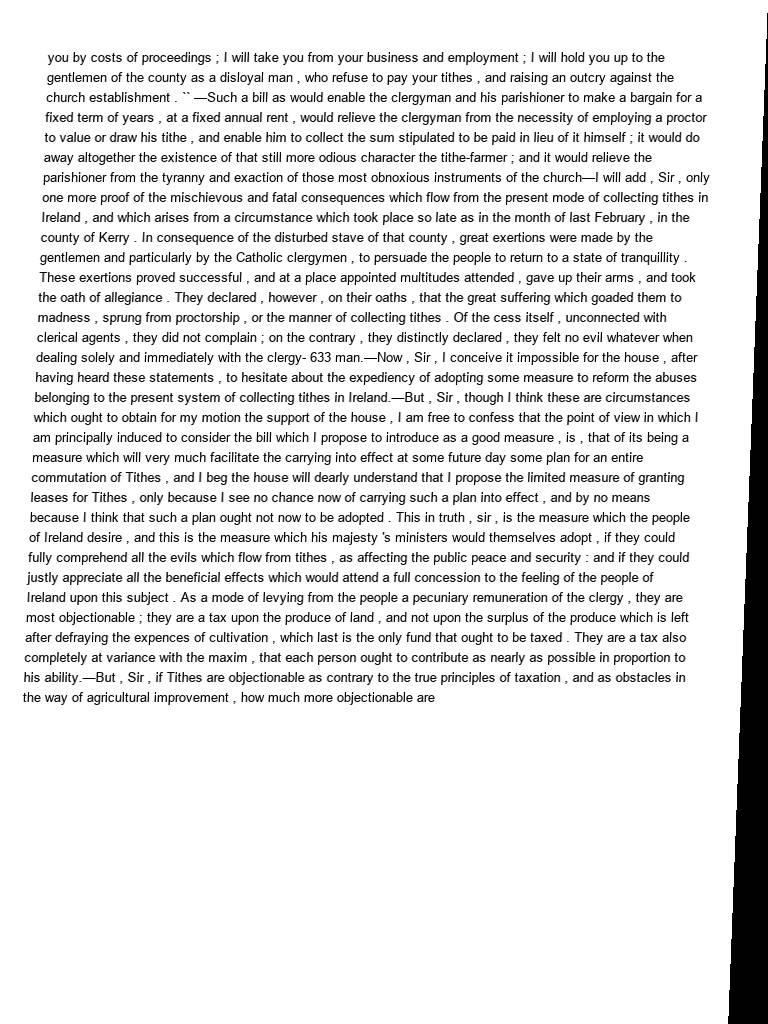 you by costs of proceedings ; I will take you from your business and employment ; I will hold you up to the
gentlemen of the county as a disloyal man , who refuse to pay your tithes , and raising an outcry against the
church establishment . `` —Such a bill as would enable the clergyman and his parishioner to make a bargain for a
fixed term of years , at a fixed annual rent , would relieve the clergyman from the necessity of employing a proctor
to value or draw his tithe , and enable him to collect the sum stipulated to be paid in lieu of it himself ; it would do
away altogether the existence of that still more odious character the tithe-farmer ; and it would relieve the
parishioner from the tyranny and exaction of those most obnoxious instruments of the church—I will add , Sir , only
one more proof of the mischievous and fatal consequences which flow from the present mode of collecting tithes in
Ireland , and which arises from a circumstance which took place so late as in the month of last February , in the
county of Kerry . In consequence of the disturbed stave of that county , great exertions were made by the
gentlemen and particularly by the Catholic clergymen , to persuade the people to return to a state of tranquillity .
These exertions proved successful , and at a place appointed multitudes attended , gave up their arms , and took
the oath of allegiance . They declared , however , on their oaths , that the great suffering which goaded them to
madness , sprung from proctorship , or the manner of collecting tithes . Of the cess itself , unconnected with
clerical agents , they did not complain ; on the contrary , they distinctly declared , they felt no evil whatever when
dealing solely and immediately with the clergy- 633 man.—Now , Sir , I conceive it impossible for the house , after
having heard these statements , to hesitate about the expediency of adopting some measure to reform the abuses
belonging to the present system of collecting tithes in Ireland.—But , Sir , though I think these are circumstances
which ought to obtain for my motion the support of the house , I am free to confess that the point of view in which I
am principally induced to consider the bill which I propose to introduce as a good measure , is , that of its being a
measure which will very much facilitate the carrying into effect at some future day some plan for an entire
commutation of Tithes , and I beg the house will dearly understand that I propose the limited measure of granting
leases for Tithes , only because I see no chance now of carrying such a plan into effect , and by no means
because I think that such a plan ought not now to be adopted . This in truth , sir , is the measure which the people
of Ireland desire , and this is the measure which his majesty 's ministers would themselves adopt , if they could
fully comprehend all the evils which flow from tithes , as affecting the public peace and security : and if they could
justly appreciate all the beneficial effects which would attend a full concession to the feeling of the people of
Ireland upon this subject . As a mode of levying from the people a pecuniary remuneration of the clergy , they are
most objectionable ; they are a tax upon the produce of land , and not upon the surplus of the produce which is left
after defraying the expences of cultivation , which last is the only fund that ought to be taxed . They are a tax also
completely at variance with the maxim , that each person ought to contribute as nearly as possible in proportion to
his ability.—But , Sir , if Tithes are objectionable as contrary to the true principles of taxation , and as obstacles in
the way of agricultural improvement , how much more objectionable are